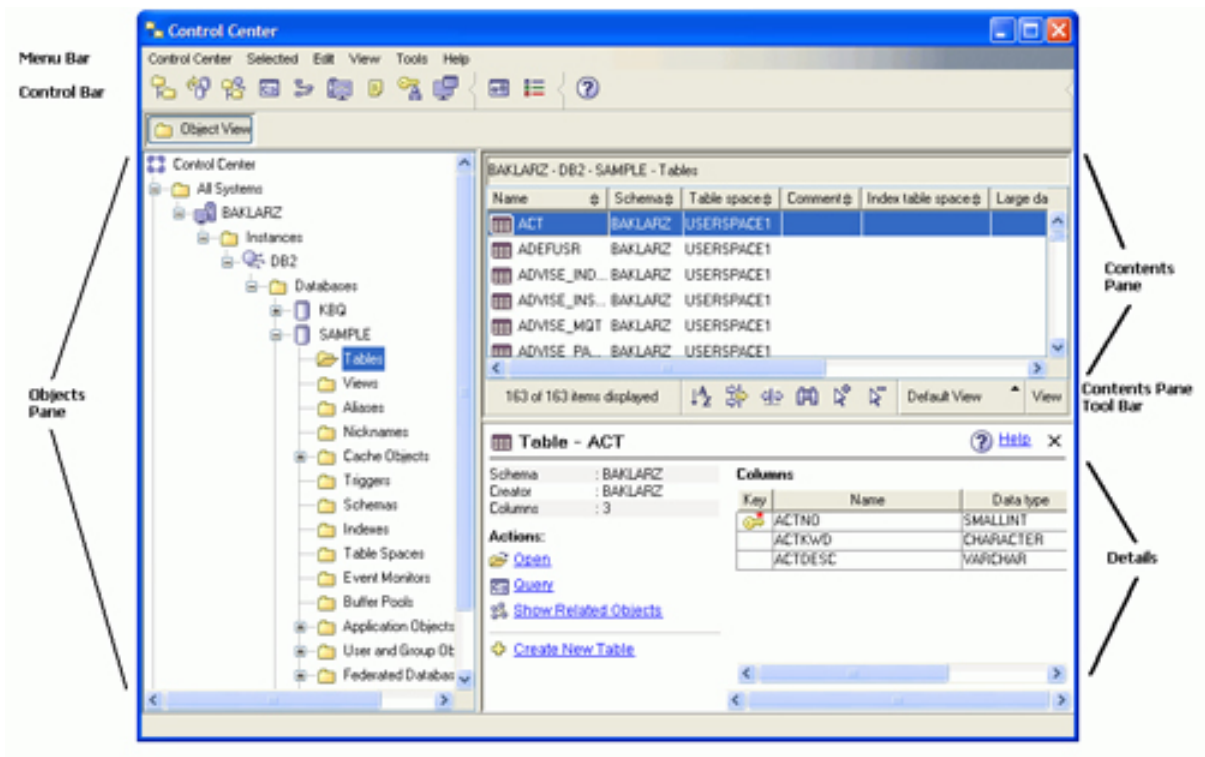 Control Center
Menu Bar
Control Center Selected Edit View Tools Help
Control Bar
Object View
Objects Pane
Control Center
All Systems
BAKLARZ
Instances
DB2
Databases
KBQ
SAMPLE
Tables
Views
Aliases
Nicknames
Cache Objects
Triggers
Schemas
Indexes
Table Spaces
Event Monitors
Buffer Pools
Application Objects
User and Group Ob
Federated Databas
BAKLARZ - DB2 - SAMPLE - Tables
Name Schema Table space Comment Index table space Large da
ACT BAKLARZ USERSPACE1
ADEFUSR BAKLARZ USERSPACE1
ADVISE_IND... BAKLARZ USERSPACE1
ADVISE_INS... BAKLARZ USERSPACE1
ADVISE_MQT BAKLARZ USERSPACE1
ADVISE_PA... BAKLARZ USERSPACE1
Contents
Pane
163 of 163 items displayed Default View View
Contents Pane
Tool Bar
Table - ACT Help
Schema : BAKLARZ
Creator : BAKLARZ
Columns : 3
Actions:
Open
Query
Show Related Objects
Create New Table
Columns
Key Name Data type
ACTNO SMALLINT
ACTKWD CHARACTER
ACTDESC VARCHAR
Details